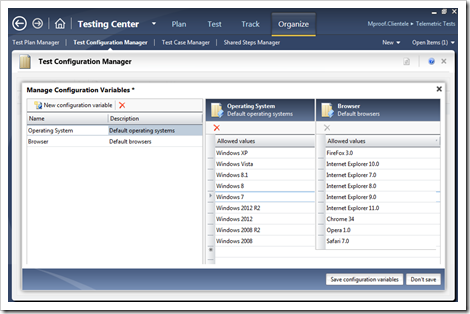 Testing Center
Plan
Test
Track
Organize
Mproof.Clientele ▸ Telemetric Tests
Test Plan Manager
Test Configuration Manager
Test Case Manager
Shared Steps Manager
New
Open Items (1)
Test Configuration Manager
Manage Configuration Variables *
New configuration variable
Name
Description
Operating System
Default operating systems
Browser
Default browsers
Operating System
Default operating systems
Allowed values
Windows XP
Windows Vista
Windows 8.1
Windows 8
Windows 7
Windows 2012 R2
Windows 2012
Windows 2008 R2
Windows 2008
Browser
Default browsers
Allowed values
FireFox 3.0
Internet Explorer 10.0
Internet Explorer 7.0
Internet Explorer 8.0
Internet Explorer 9.0
Internet Explorer 11.0
Chrome 34
Opera 1.0
Safari 7.0
Save configuration variables
Don't save